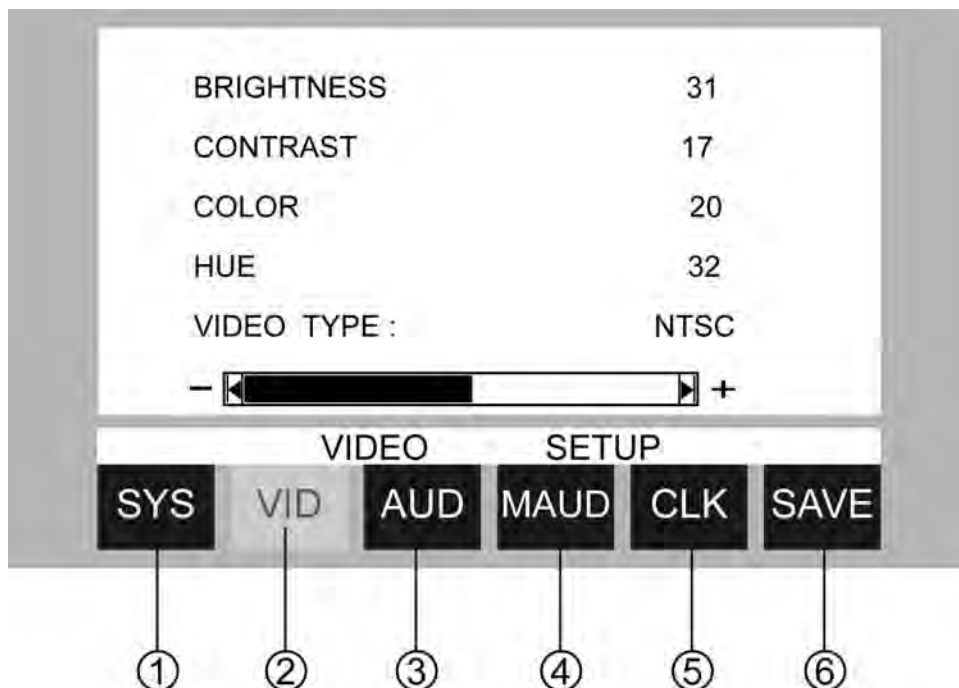 BRIGHTNESS 31
CONTRAST 17
COLOR 20
HUE 32
VIDEO TYPE : NTSC
− +
VIDEO SETUP
SYS VID AUD MAUD CLK SAVE
① ② ③ ④ ⑤ ⑥